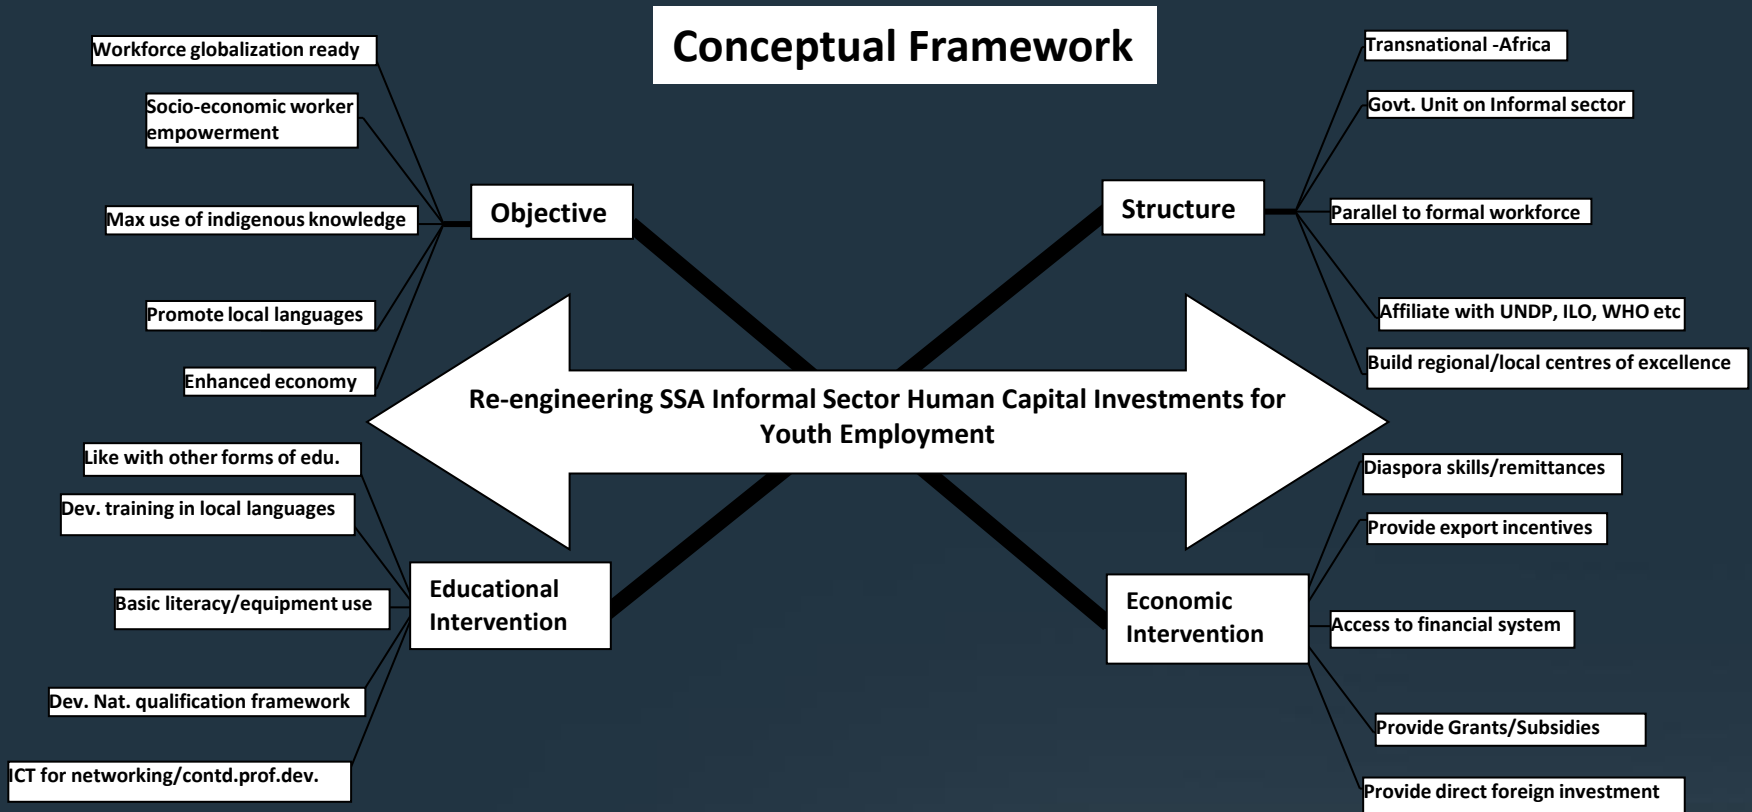 Conceptual Framework
Workforce globalization ready
Socio-economic worker
empowerment
Max use of indigenous knowledge
Promote local languages
Enhanced economy
Objective
Transnational -Africa
Govt. Unit on Informal sector
Parallel to formal workforce
Affiliate with UNDP, ILO, WHO etc
Build regional/local centres of excellence
Structure
Re-engineering SSA Informal Sector Human Capital Investments for
Youth Employment
Like with other forms of edu.
Dev. training in local languages
Basic literacy/equipment use
Dev. Nat. qualification framework
ICT for networking/contd.prof.dev.
Educational
Intervention
Diaspora skills/remittances
Provide export incentives
Access to financial system
Provide Grants/Subsidies
Provide direct foreign investment
Economic
Intervention